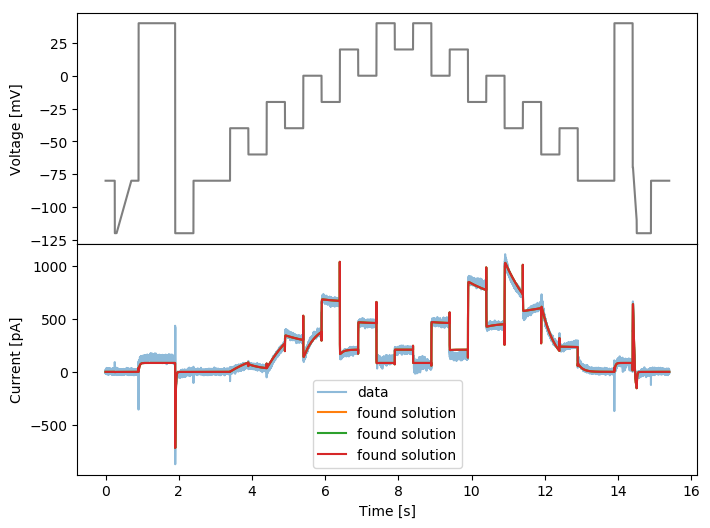 25
0
−25
−50
−75
−100
−125
Voltage [mV]
1000
500
0
−500
Current [pA]
data
found solution
found solution
found solution
0 2 4 6 8 10 12 14 16
Time [s]